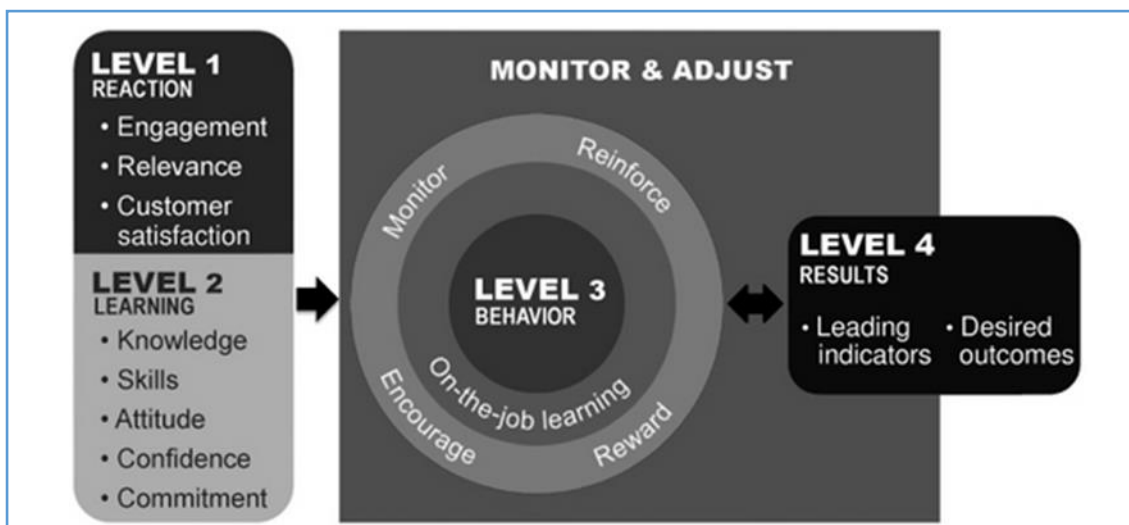 LEVEL 1
REACTION
• Engagement
• Relevance
• Customer
satisfaction
LEVEL 2
LEARNING
• Knowledge
• Skills
• Attitude
• Confidence
• Commitment
MONITOR & ADJUST
Monitor
Reinforce
Encourage
Reward
On-the-job learning
LEVEL 3
BEHAVIOR
LEVEL 4
RESULTS
• Leading
indicators
• Desired
outcomes